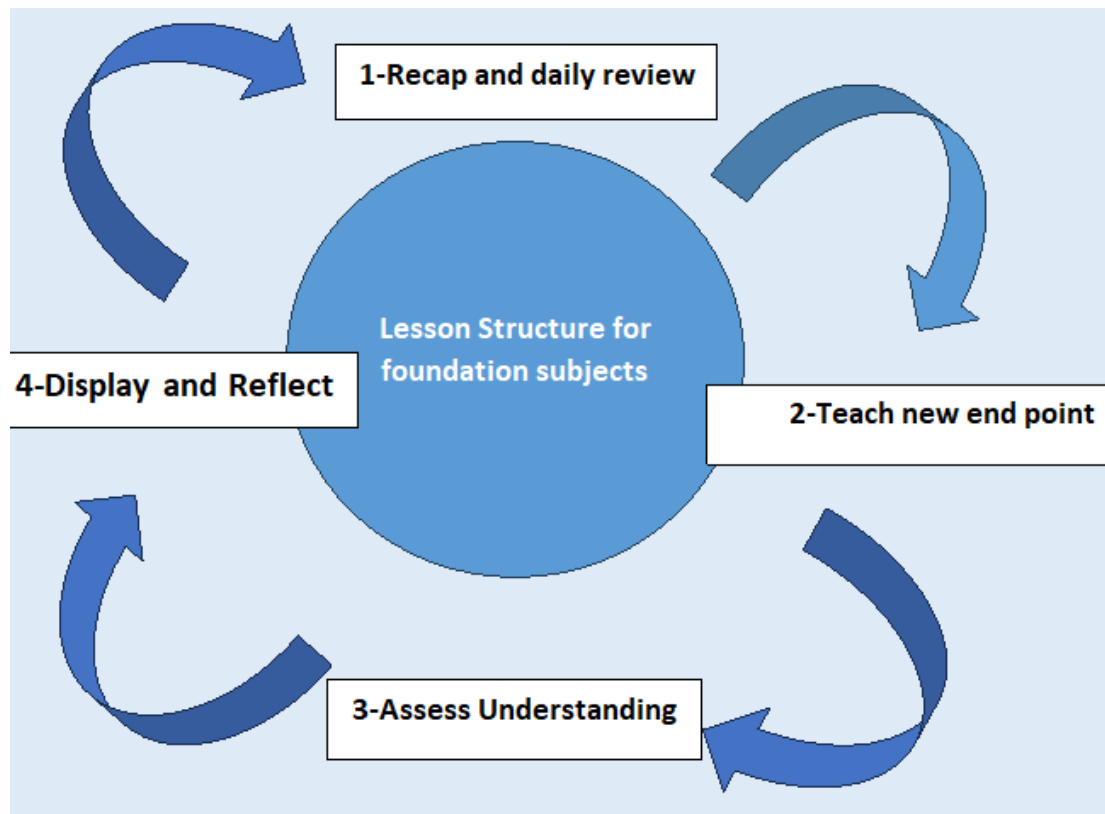 1-Recap and daily review
Lesson Structure for
foundation subjects
4-Display and Reflect
2-Teach new end point
3-Assess Understanding